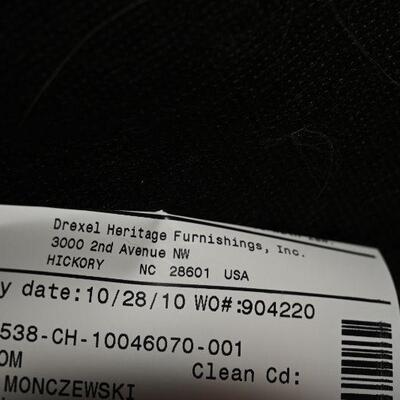 Drexel Heritage Furnishings, Inc.
3000 2nd Avenue NW
HICKORY NC 28601 USA
y date:10/28/10 WO#:904220
538-CH-10046070-001
OM Clean Cd:
MONCZEWSKI